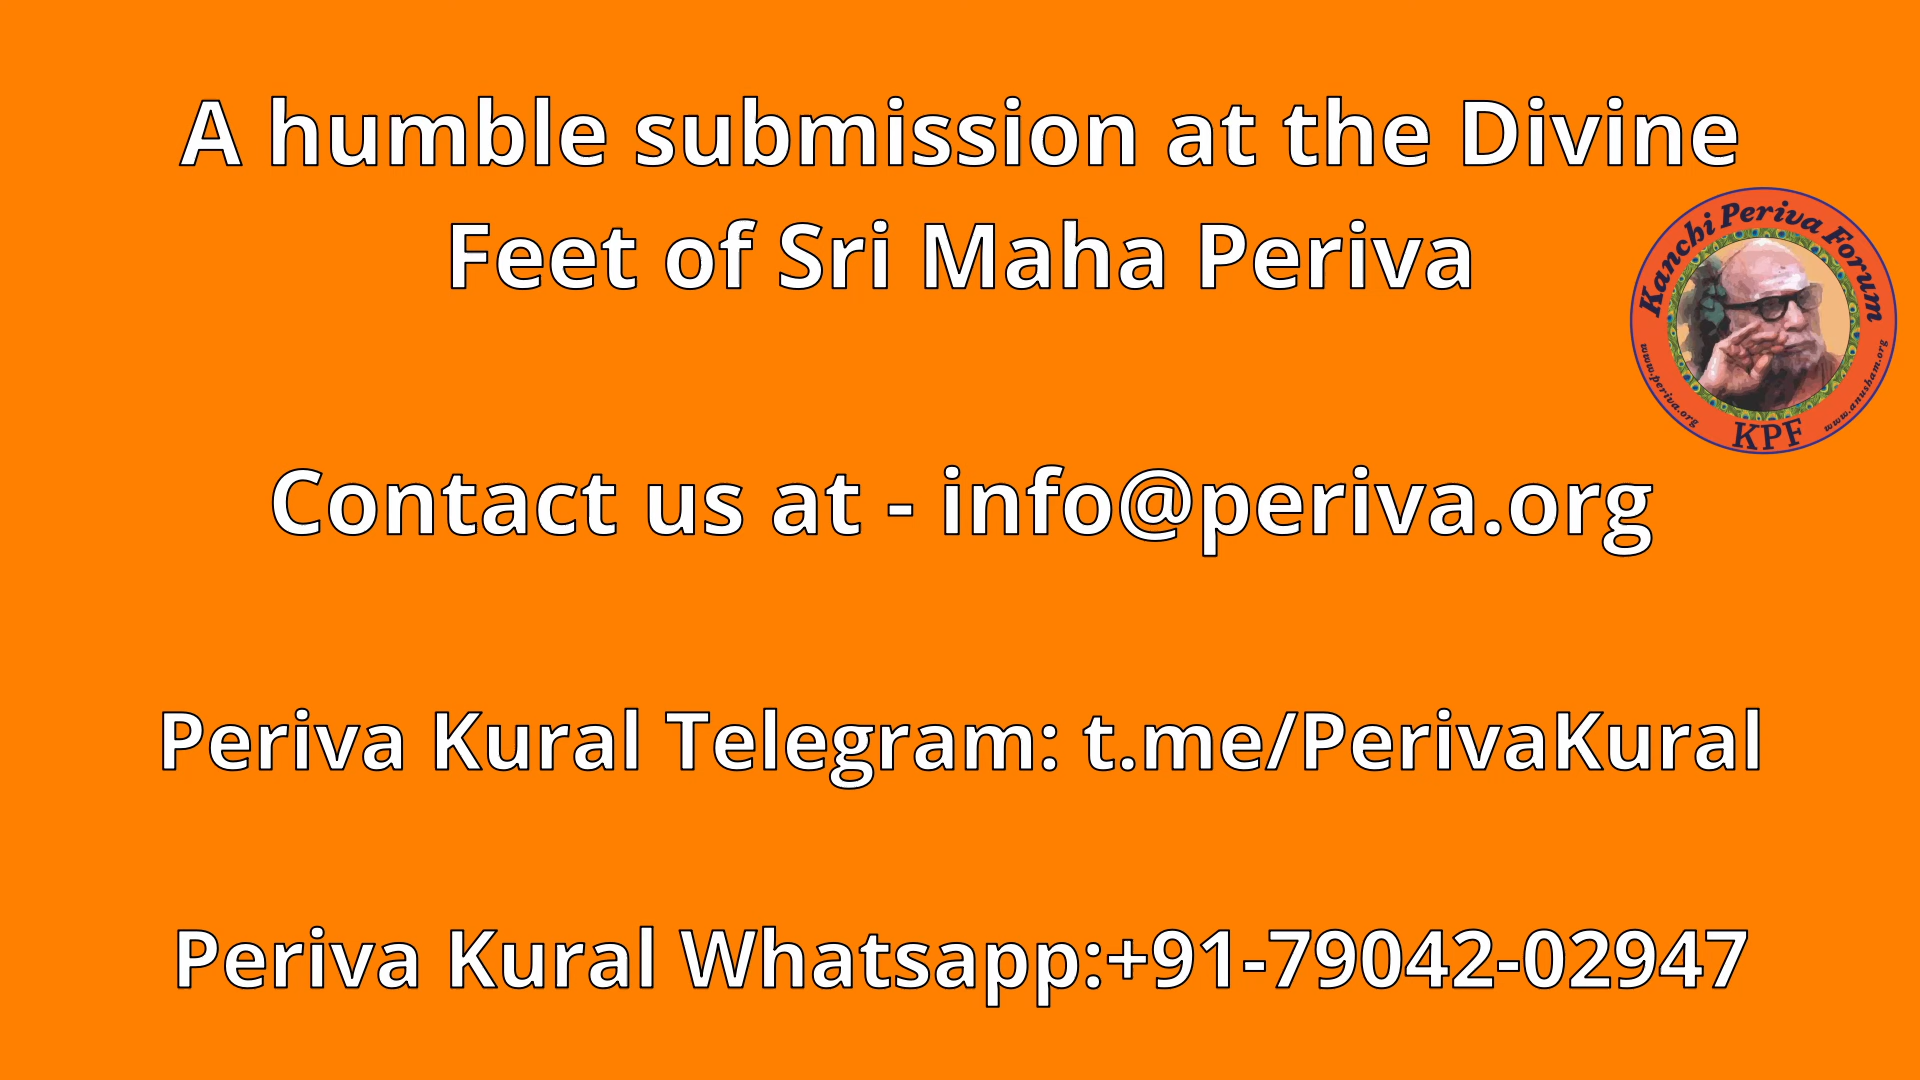 A humble submission at the Divine
Feet of Sri Maha Periva
Kanchi Periva Forum
www.periva.org
www.anusham.org
KPF
Contact us at - info@periva.org
Periva Kural Telegram: t.me/PerivaKural
Periva Kural Whatsapp:+91-79042-02947